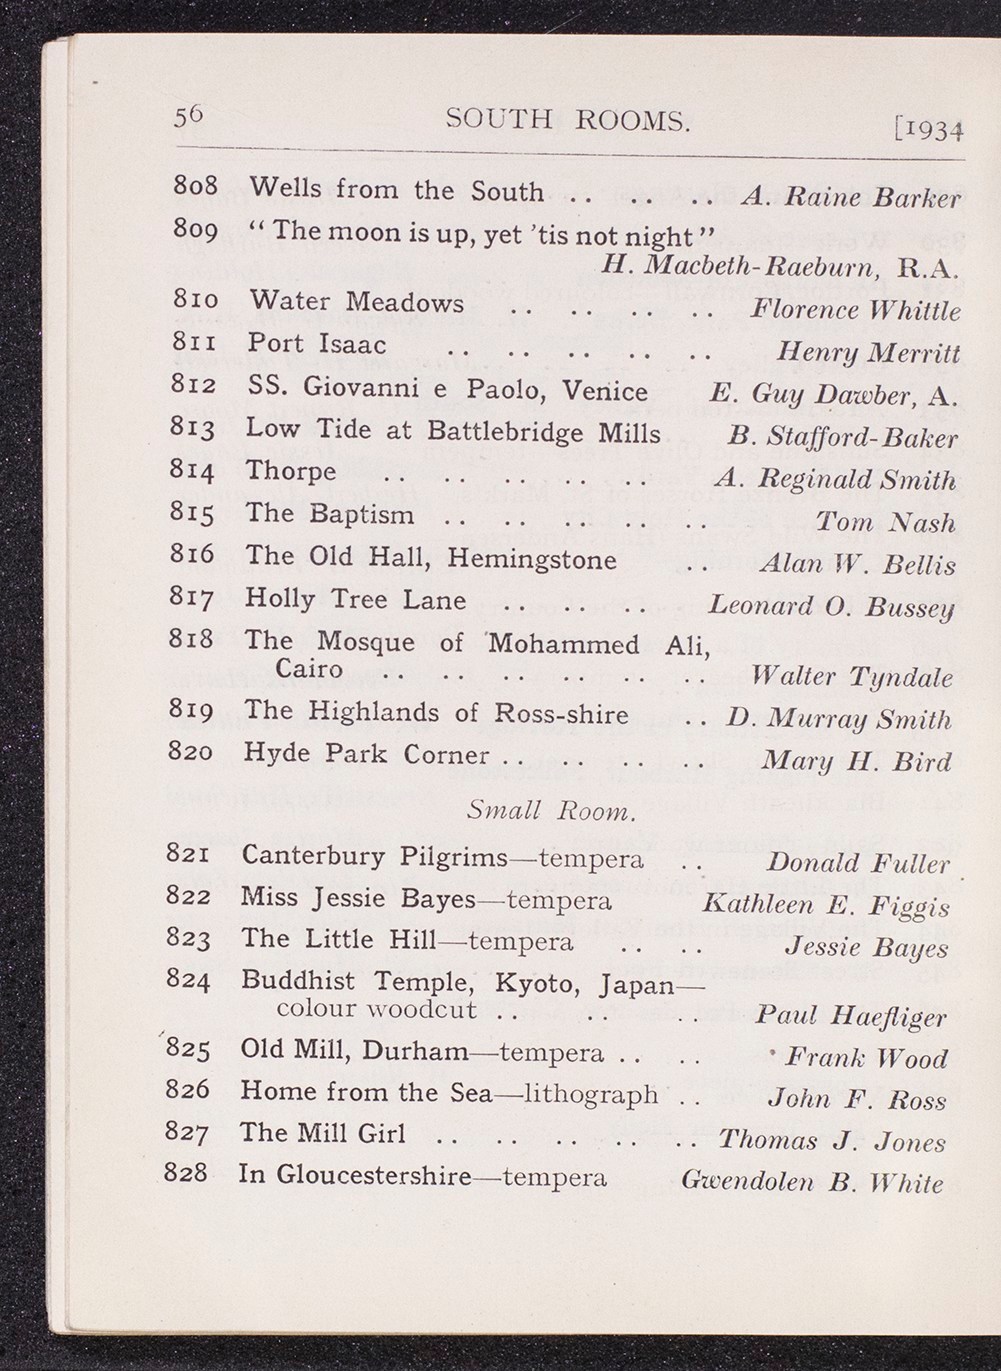 56 SOUTH ROOMS. [1934
808 Wells from the South .. .. .. A. Raine Barker
809 “ The moon is up, yet ’tis not night ”
H. Macbeth-Raeburn, R.A.
810 Water Meadows .. .. .. .. Florence Whittle
811 Port Isaac .. .. .. .. .. Henry Merritt
812 SS. Giovanni e Paolo, Venice E. Guy Dawber, A.
813 Low Tide at Battlebridge Mills B. Stafford-Baker
814 Thorpe .. .. .. .. .. A. Reginald Smith
815 The Baptism .. .. .. .. .. Tom Nash
816 The Old Hall, Hemingstone .. Alan W. Bellis
817 Holly Tree Lane .. .. .. Leonard O. Bussey
818 The Mosque of Mohammed Ali,
Cairo .. .. .. .. .. .. Walter Tyndale
819 The Highlands of Ross-shire .. D. Murray Smith
820 Hyde Park Corner .. .. .. .. Mary H. Bird
Small Room.
821 Canterbury Pilgrims—tempera .. Donald Fuller
822 Miss Jessie Bayes—tempera Kathleen E. Figgis
823 The Little Hill—tempera .. .. Jessie Bayes
824 Buddhist Temple, Kyoto, Japan—
colour woodcut .. .. .. Paul Haefliger
825 Old Mill, Durham—tempera .. .. Frank Wood
826 Home from the Sea—lithograph .. John F. Ross
827 The Mill Girl .. .. .. .. .. Thomas J. Jones
828 In Gloucestershire—tempera Gwendolen B. White